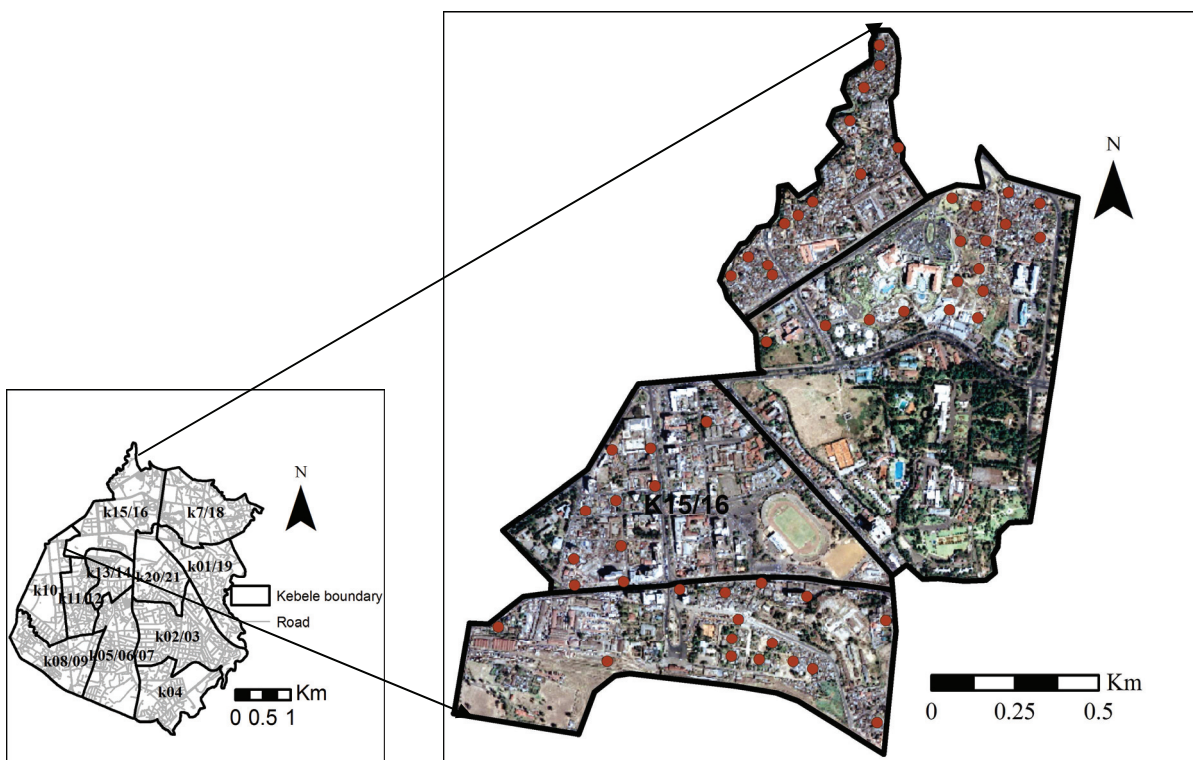 N
K15/16
Km
0 0.25 0.5
N
k15/16
k7/18
k01/19
k13/14
k20/21
k10
k11/12
Kebele boundary
Road
k02/03
k08/09
k05/06/07
k04
Km
0 0.5 1